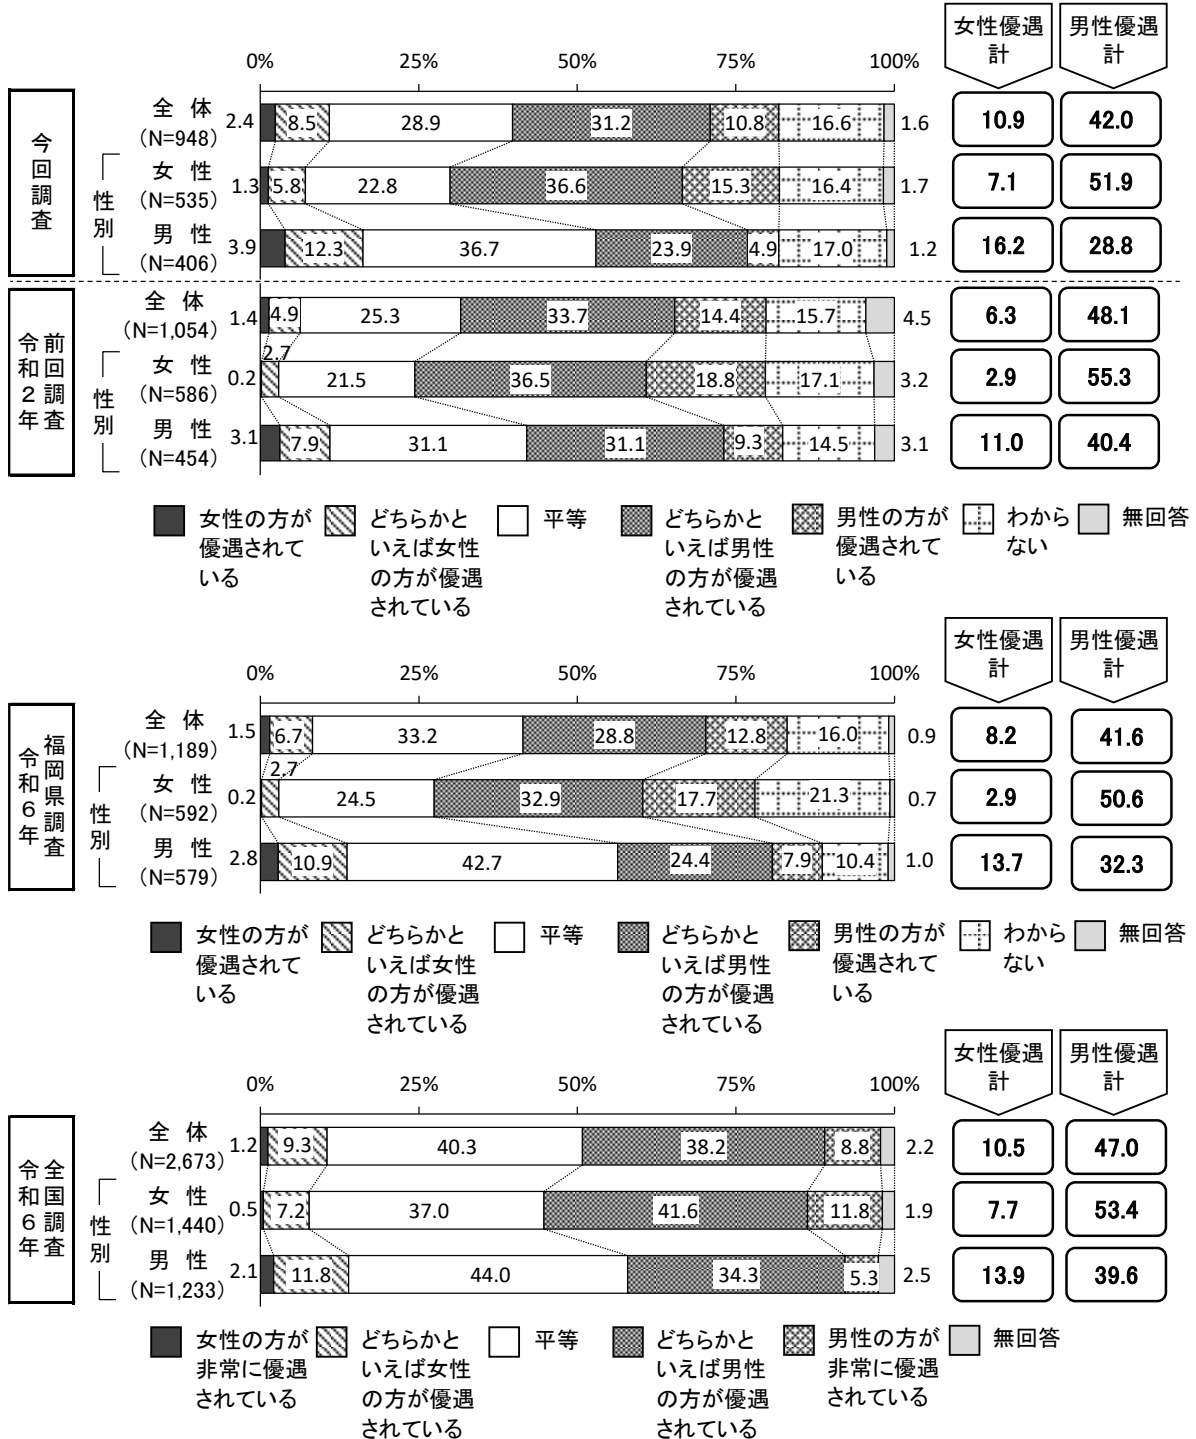 女性優遇 男性優遇
計 計
0% 25% 50% 75% 100%
今回調査
全 体
(N=948)
2.4 8.5 28.9 31.2 10.8 16.6 1.6 10.9 42.0
性別
女 性
(N=535)
1.3 5.8 22.8 36.6 15.3 16.4 1.7 7.1 51.9
男 性
(N=406)
3.9 12.3 36.7 23.9 4.9 17.0 1.2 16.2 28.8
前回調査
令和2年
全 体
(N=1,054)
1.4 4.9 25.3 33.7 14.4 15.7 4.5 6.3 48.1
性別
女 性
(N=586)
0.2 2.7 21.5 36.5 18.8 17.1 3.2 2.9 55.3
男 性
(N=454)
3.1 7.9 31.1 31.1 9.3 14.5 3.1 11.0 40.4
女性の方が どちらかと 平等 どちらかと 男性の方が わから 無回答
優遇されて いえば女性 いえば男性 優遇されて ない
いる の方が優遇 の方が優遇 いる
されている されている
女性優遇 男性優遇
計 計
0% 25% 50% 75% 100%
福岡県調査
令和6年
全 体
(N=1,189)
1.5 6.7 33.2 28.8 12.8 16.0 0.9 8.2 41.6
性別
女 性
(N=592)
0.2 2.7 24.5 32.9 17.7 21.3 0.7 2.9 50.6
男 性
(N=579)
2.8 10.9 42.7 24.4 7.9 10.4 1.0 13.7 32.3
女性の方が どちらかと 平等 どちらかと 男性の方が わから 無回答
優遇されて いえば女性 いえば男性 優遇されて ない
いる の方が優遇 の方が優遇 いる
されている されている
女性優遇 男性優遇
計 計
0% 25% 50% 75% 100%
全国調査
令和6年
全 体
(N=2,673)
1.2 9.3 40.3 38.2 8.8 2.2 10.5 47.0
性別
女 性
(N=1,440)
0.5 7.2 37.0 41.6 11.8 1.9 7.7 53.4
男 性
(N=1,233)
2.1 11.8 44.0 34.3 5.3 2.5 13.9 39.6
女性の方が どちらかと 平等 どちらかと 男性の方が 無回答
非常に優遇 いえば女性 いえば男性 非常に優遇
されている の方が優遇 の方が優遇 されている
されている されている